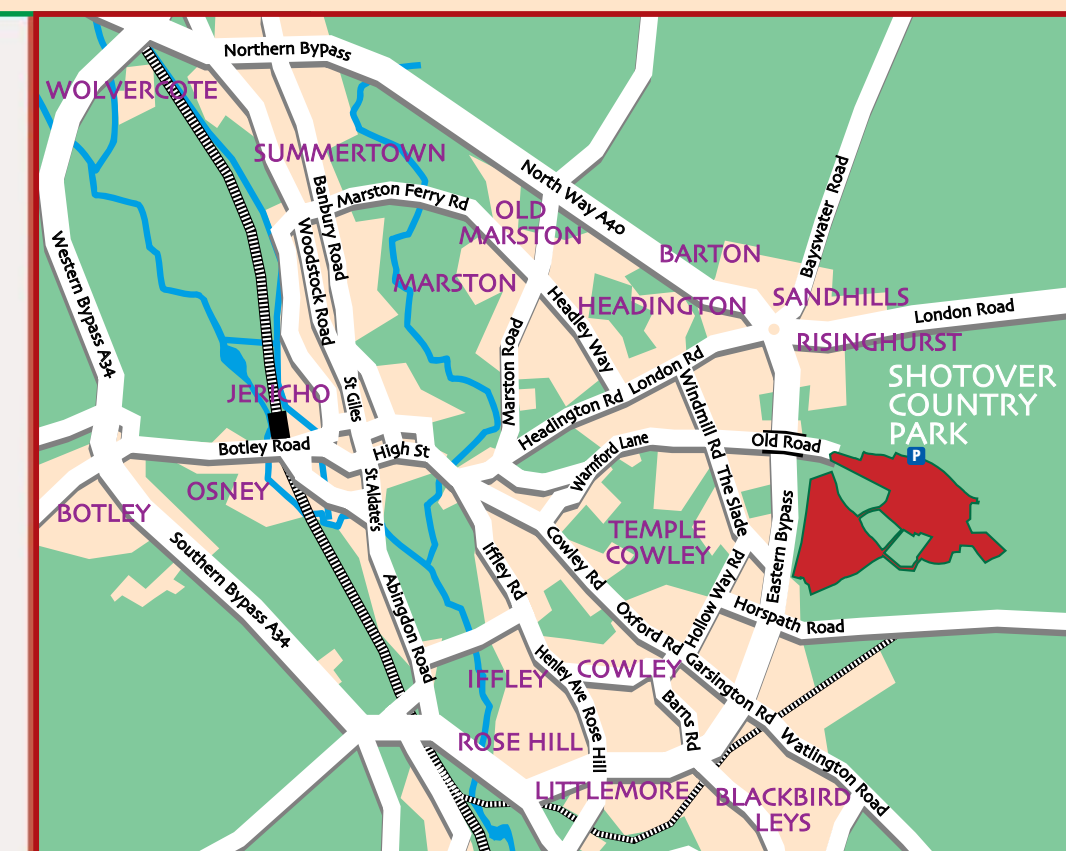 Northern Bypass
WOLVERCOTE
SUMMERTOWN
Banbury Road
Marston Ferry Rd
North Way A40
Bayswater Road
OLD
MARSTON
Woodstock Road
Western Bypass A34
BARTON
MARSTON
Headley Way
HEADINGTON
SANDHILLS
London Road
RISINGHURST
SHOTOVER
COUNTRY
PARK
P
JERICHO
St Giles
Marston Road
Headington Rd
London Rd
Windmill Rd
The Slade
Botley Road
High St
Warnford Lane
Old Road
OSNEY
BOTLEY
St Aldate's
TEMPLE
COWLEY
Eastern Bypass
Southern Bypass A34
Abingdon Road
Iffley Rd
Cowley Rd
Oxford Rd
Hollow Way Rd
Horspath Road
IFFLEY
Henley Ave
Rose Hill
COWLEY
Garsington Rd
Barns Rd
Watlington Road
ROSE HILL
LITTLEMORE
BLACKBIRD
LEYS